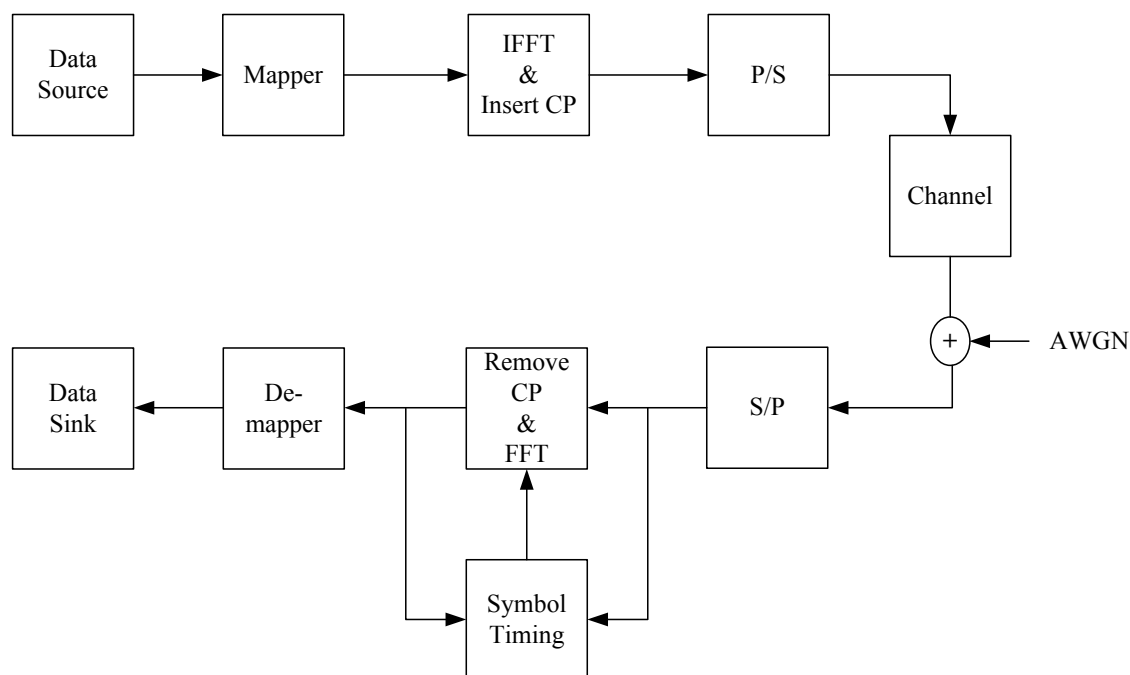 Data
Source
Mapper
IFFT
&
Insert CP
P/S
Channel
+
AWGN
Data
Sink
De-
mapper
Remove
CP
&
FFT
S/P
Symbol
Timing